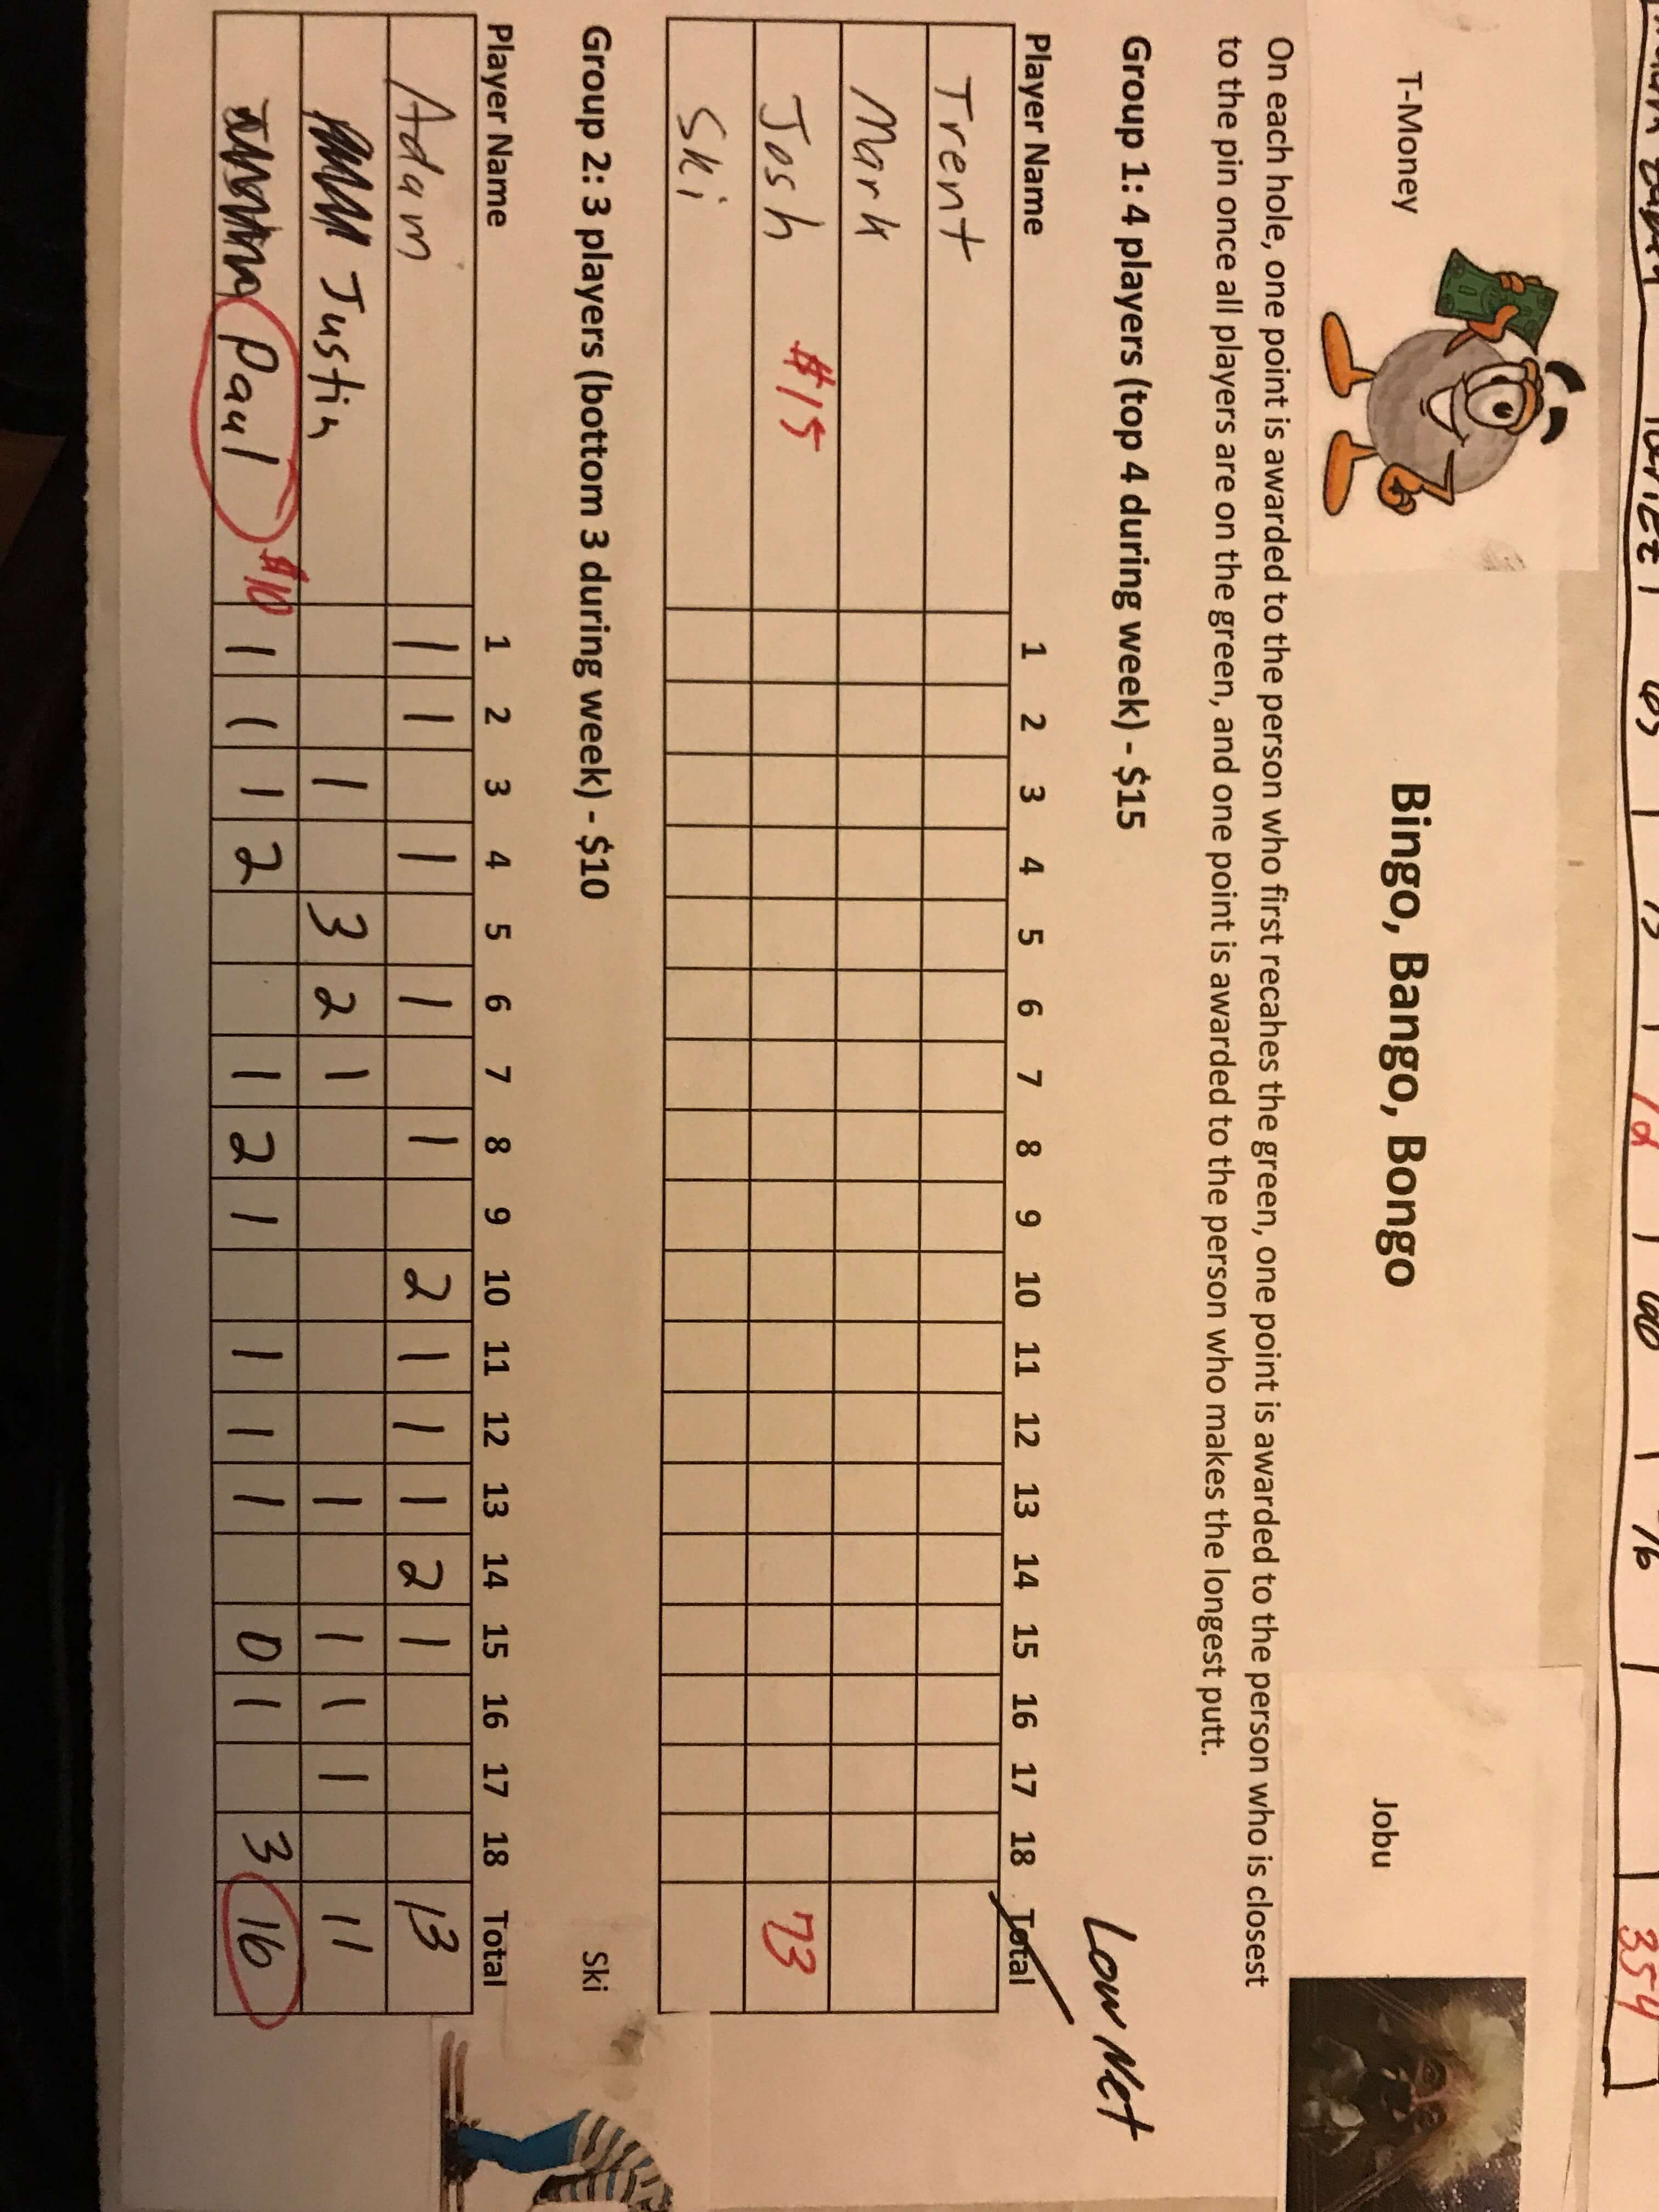 354
T-Money
Bingo, Bango, Bongo
Jobu
On each hole, one point is awarded to the person who first recahes the green, one point is awarded to the person who is closest
to the pin once all players are on the green, and one point is awarded to the person who makes the longest putt.
Low Net
Group 1: 4 players (top 4 during week) - $15
Player Name 1 2 3 4 5 6 7 8 9 10 11 12 13 14 15 16 17 18 Total
Trent
Mark
Josh $15 73
Ski
Group 2: 3 players (bottom 3 during week) - $10 Ski
Player Name 1 2 3 4 5 6 7 8 9 10 11 12 13 14 15 16 17 18 Total
Adam 1 1 1 1 1 2 1 1 1 2 1 13
Justin 1 3 2 1 1 1 1 1 11
Paul $10 1 1 1 2 1 2 1 1 1 1 0 1 3 16